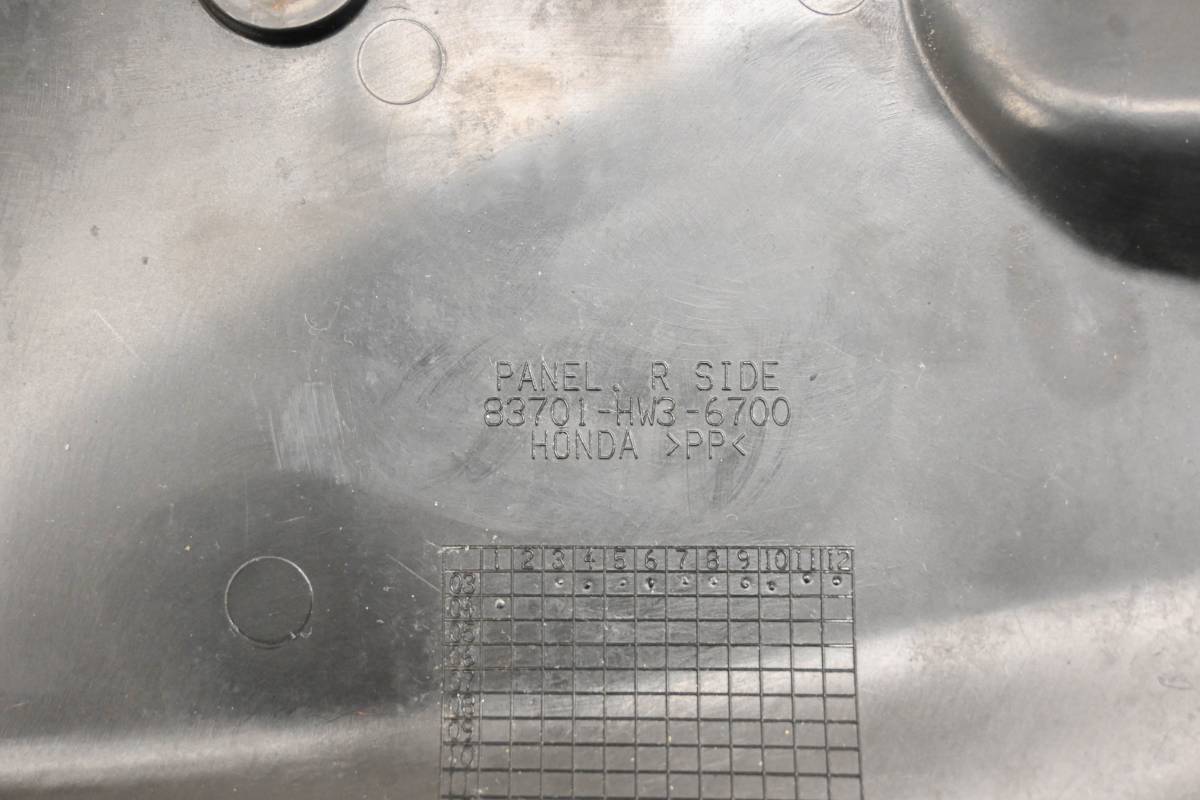 PANEL. R SIDE
83701-HW3-6700
HONDA >PP<
1 2 3 4 5 6 7 8 9 10 11 12
03